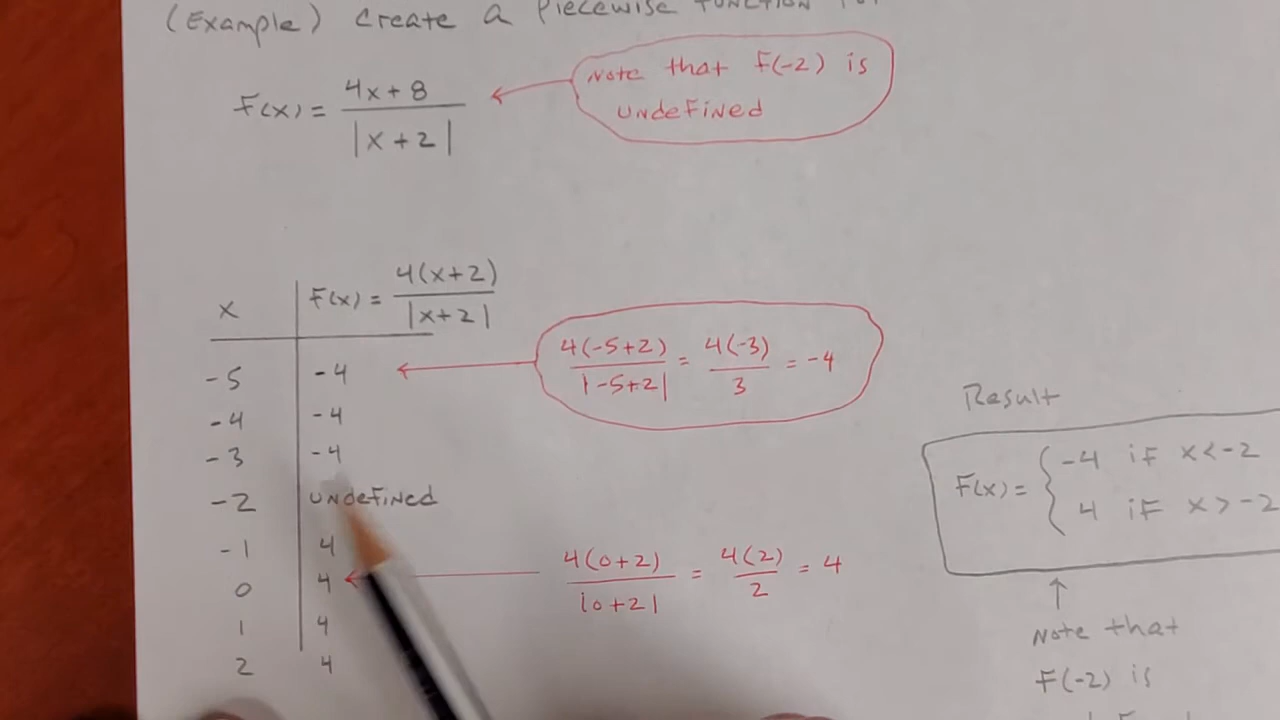 (Example) Create a Piecewise Function for
F(x) = 4x+8 / |x+2|
Note that F(-2) is
undefined
x | F(x) = 4(x+2) / |x+2|
-5 | -4
-4 | -4
-3 | -4
-2 | undefined
-1 | 4
0 | 4
1 | 4
2 | 4
4(-5+2) / |-5+2| = 4(-3) / 3 = -4
4(0+2) / |0+2| = 4(2) / 2 = 4
Result
F(x) = { -4 if x<-2
4 if x>-2
Note that
F(-2) is